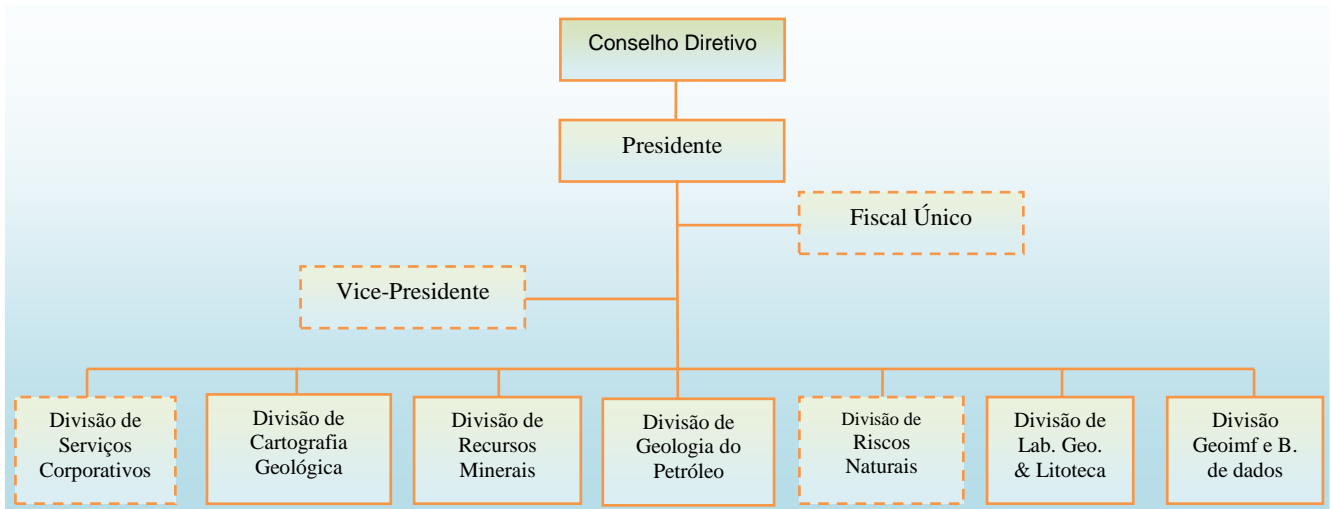 Conselho Diretivo
Presidente
Fiscal Único
Vice-Presidente
Divisão de
Serviços
Corporativos
Divisão de
Cartografia
Geológica
Divisão de
Recursos
Minerais
Divisão de
Geologia do
Petróleo
Divisão de
Riscos
Naturais
Divisão de
Lab. Geo.
& Litoteca
Divisão
Geoimf e B.
de dados